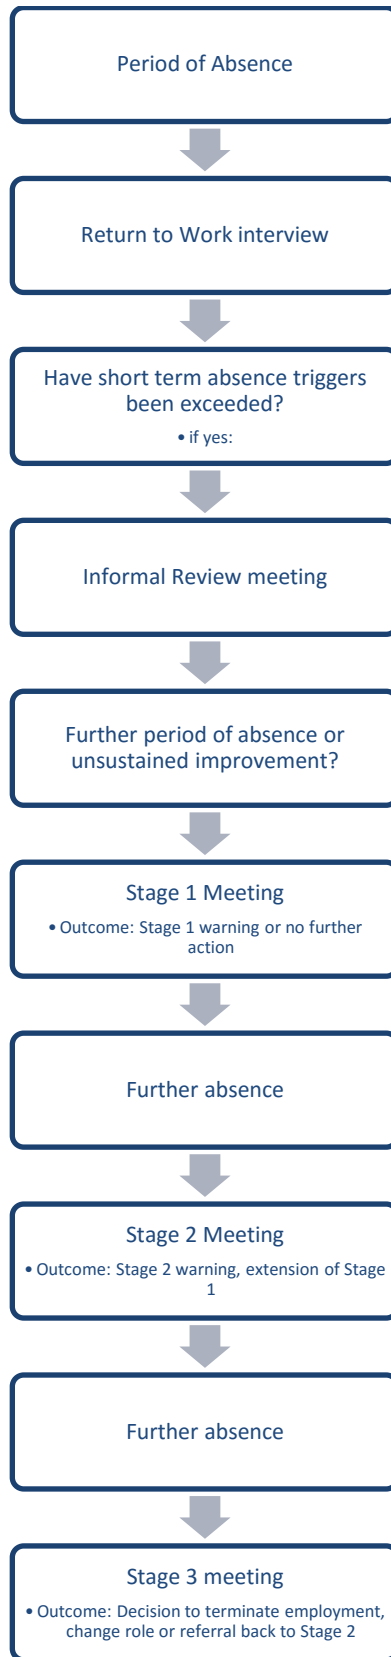 Period of Absence
Return to Work interview
Have short term absence triggers
been exceeded?
• if yes:
Informal Review meeting
Further period of absence or
unsustained improvement?
Stage 1 Meeting
• Outcome: Stage 1 warning or no further
action
Further absence
Stage 2 Meeting
• Outcome: Stage 2 warning, extension of Stage
1
Further absence
Stage 3 meeting
• Outcome: Decision to terminate employment,
change role or referral back to Stage 2